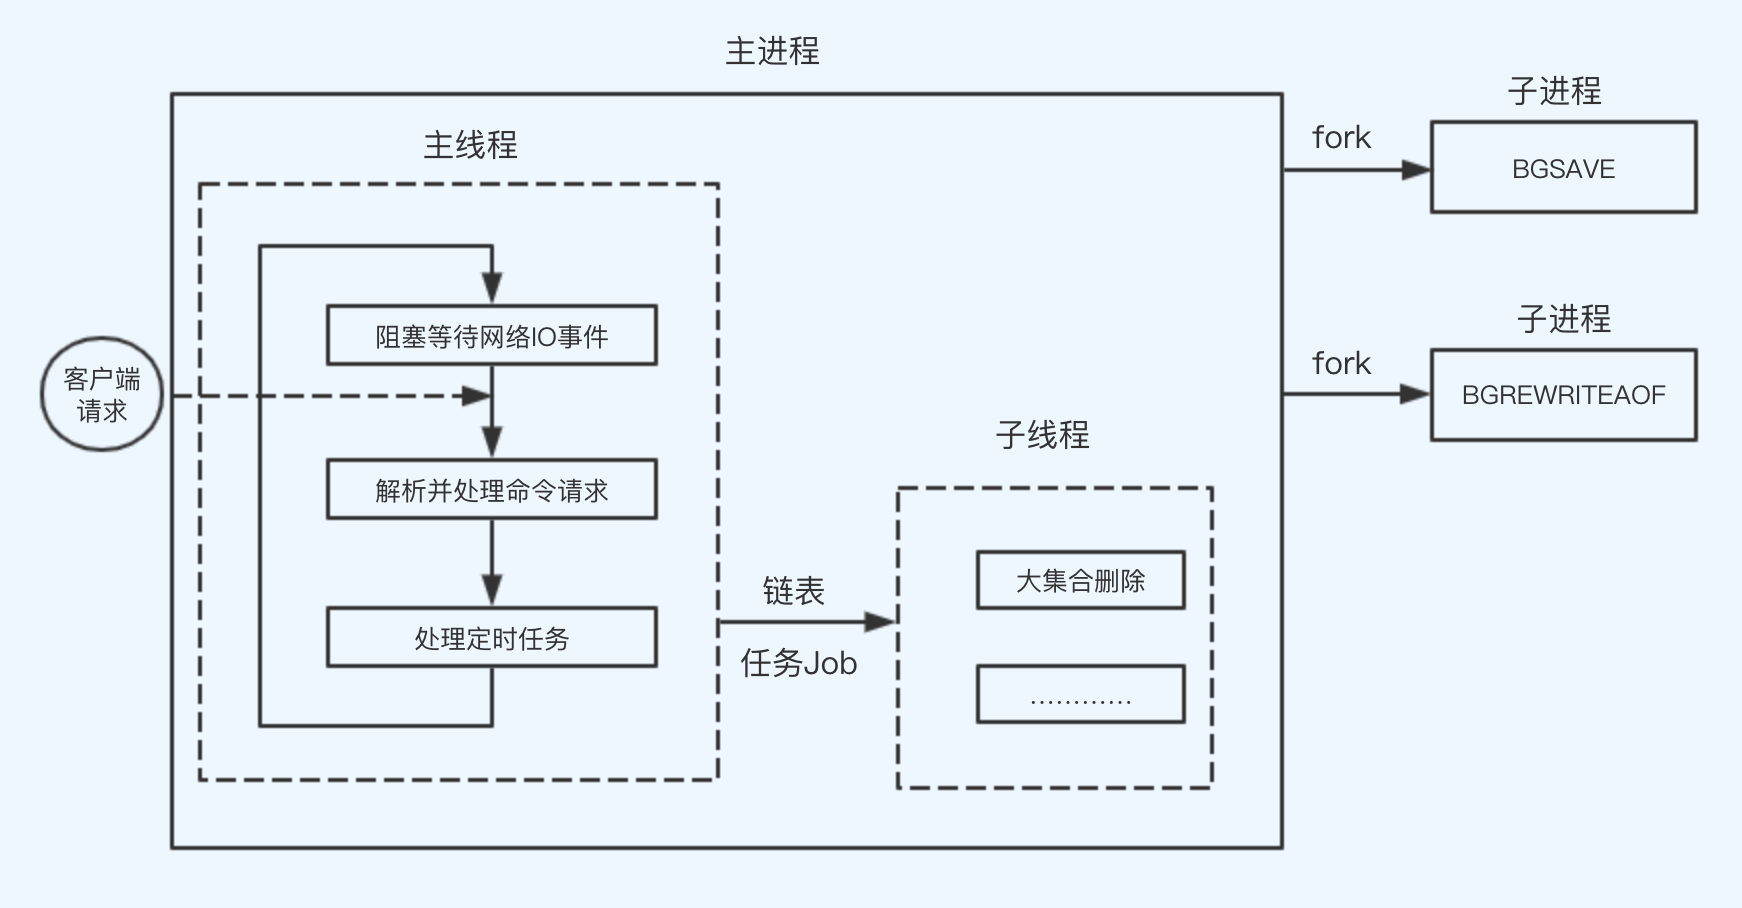 主进程
子进程
fork
BGSAVE
主线程
阻塞等待网络IO事件
客户端
请求
解析并处理命令请求
处理定时任务
链表
任务Job
子线程
大集合删除
............
子进程
fork
BGREWRITEAOF